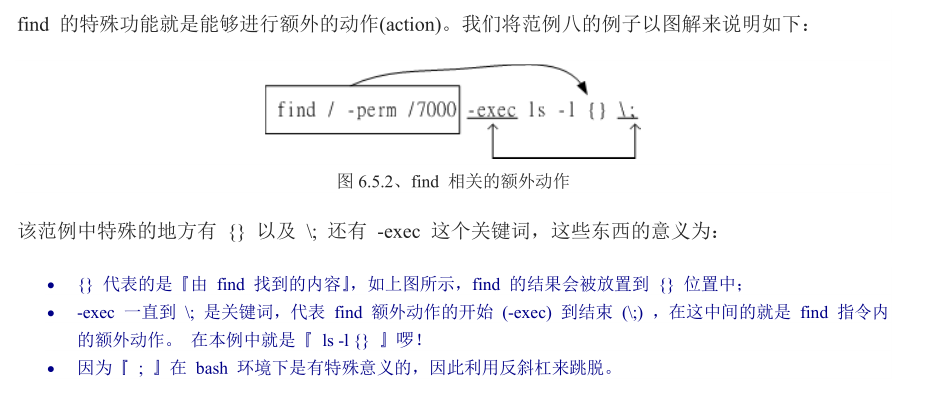 find 的特殊功能就是能够进行额外的动作(action)。我们将范例八的例子以图解来说明如下：
find / -perm /7000 -exec ls -l {} \;
图 6.5.2、find 相关的额外动作
该范例中特殊的地方有 {} 以及 \; 还有 -exec 这个关键词，这些东西的意义为：
• {} 代表的是『由 find 找到的内容』，如上图所示，find 的结果会被放置到 {} 位置中；
• -exec 一直到 \; 是关键词，代表 find 额外动作的开始 (-exec) 到结束 (\;) ，在这中间的就是 find 指令内
的额外动作。 在本例中就是『 ls -l {} 』啰！
• 因为『 ; 』在 bash 环境下是有特殊意义的，因此利用反斜杠来跳脱。